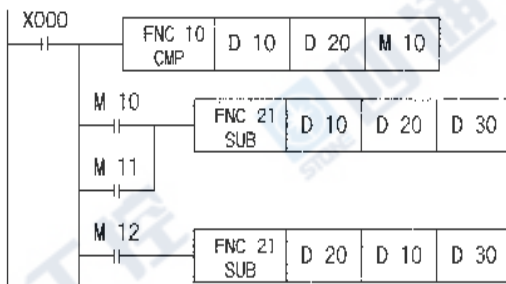 X000
FNC 10 CMP D 10 D 20 M 10
M 10
FNC 21 SUB D 10 D 20 D 30
M 11
M 12
FNC 21 SUB D 20 D 10 D 30
STONE